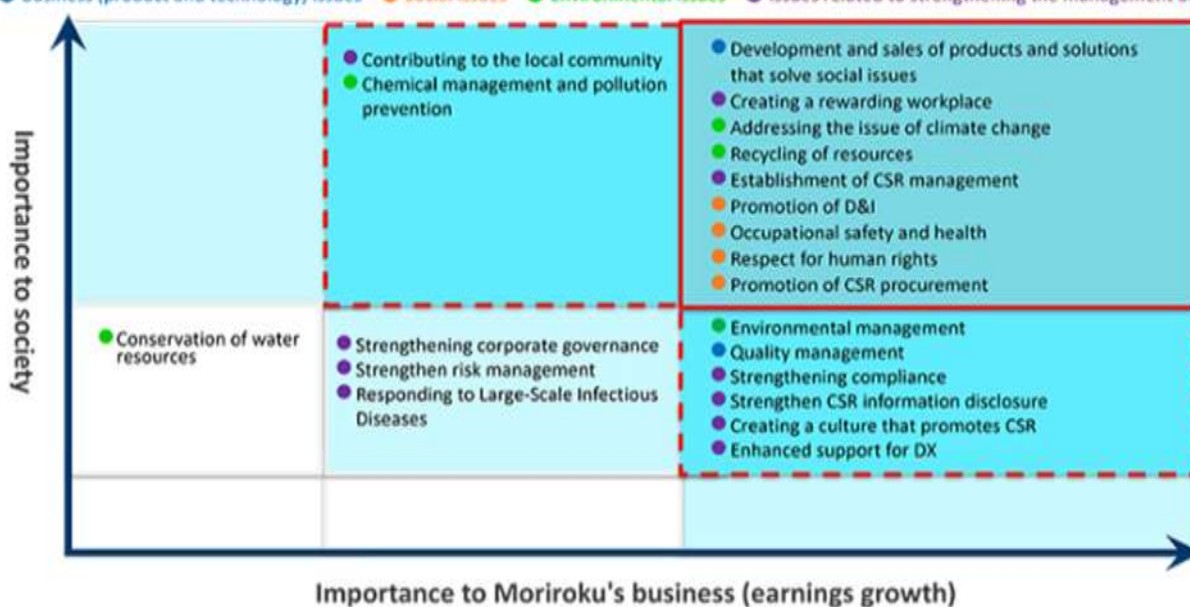 Importance to society
Contributing to the local community
Chemical management and pollution
prevention
Development and sales of products and solutions
that solve social issues
Creating a rewarding workplace
Addressing the issue of climate change
Recycling of resources
Establishment of CSR management
Promotion of D&I
Occupational safety and health
Respect for human rights
Promotion of CSR procurement
Conservation of water
resources
Strengthening corporate governance
Strengthen risk management
Responding to Large-Scale Infectious
Diseases
Environmental management
Quality management
Strengthening compliance
Strengthen CSR information disclosure
Creating a culture that promotes CSR
Enhanced support for DX
Importance to Moriroku's business (earnings growth)